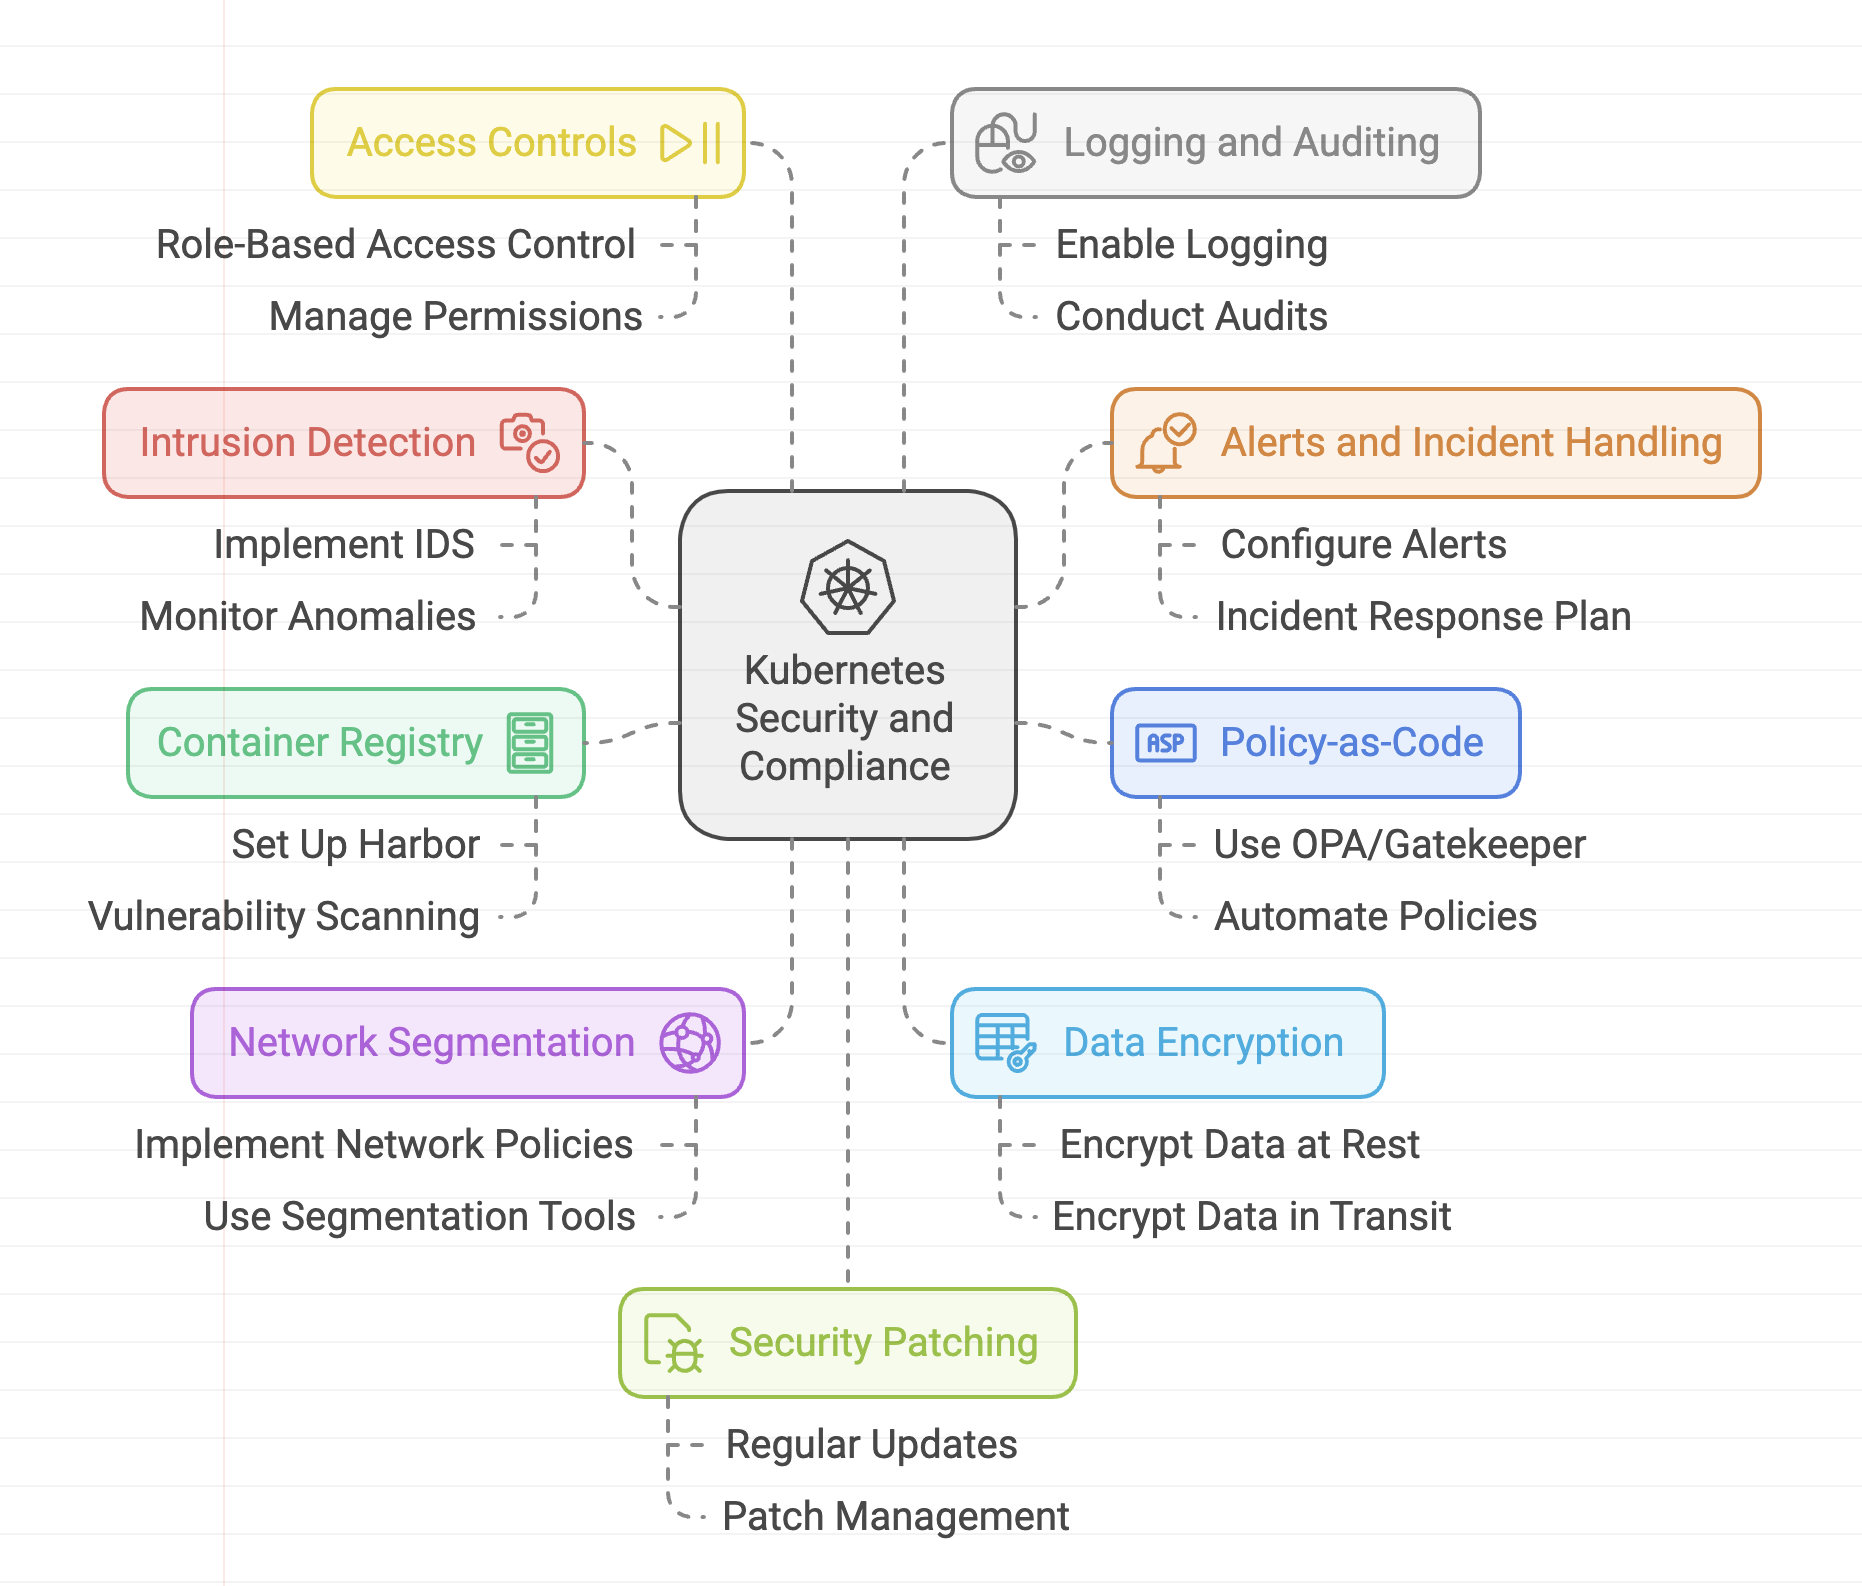 Access Controls
Role-Based Access Control
Manage Permissions
Logging and Auditing
Enable Logging
Conduct Audits
Intrusion Detection
Implement IDS
Monitor Anomalies
Alerts and Incident Handling
Configure Alerts
Incident Response Plan
Kubernetes
Security and
Compliance
Container Registry
Set Up Harbor
Vulnerability Scanning
ASP
Policy-as-Code
Use OPA/Gatekeeper
Automate Policies
Network Segmentation
Implement Network Policies
Use Segmentation Tools
Data Encryption
Encrypt Data at Rest
Encrypt Data in Transit
Security Patching
Regular Updates
Patch Management